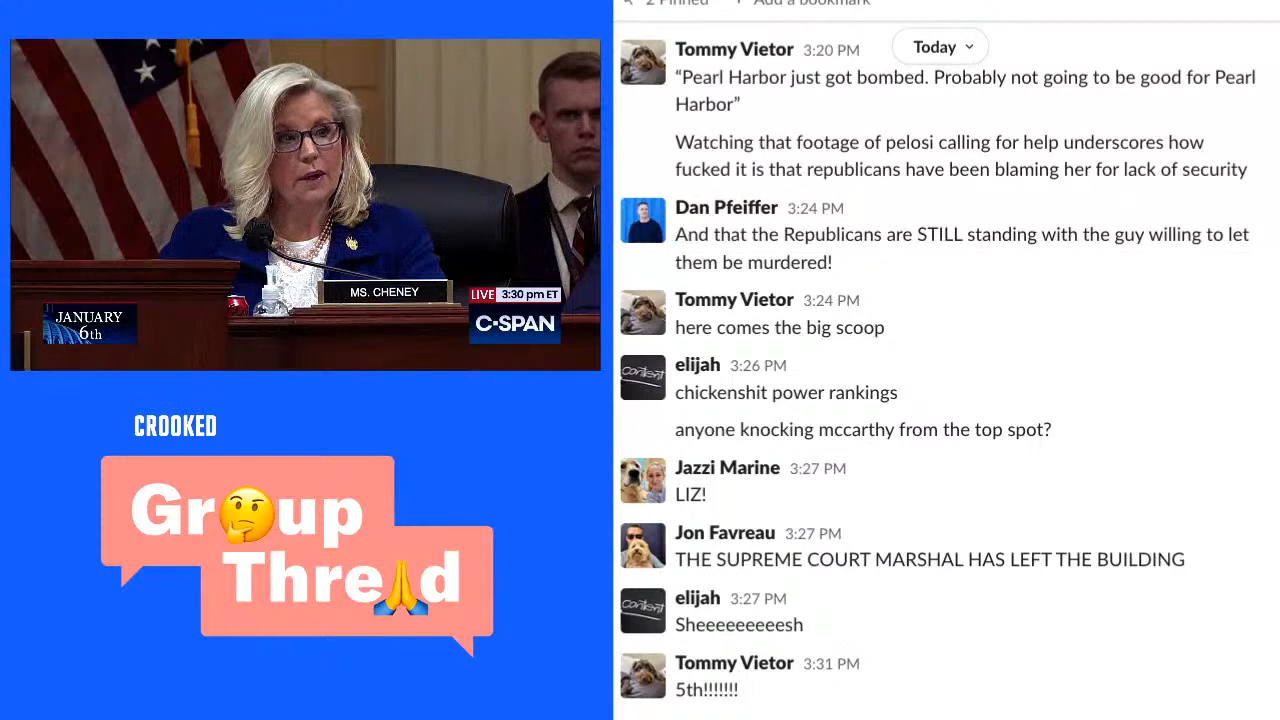 MS. CHENEY
LIVE 3:30 pm ET
C-SPAN
JANUARY
6th
CROOKED
Gr🤔up
Thre🙏d
2 Pinned + Add a bookmark
Today
Tommy Vietor 3:20 PM
“Pearl Harbor just got bombed. Probably not going to be good for Pearl
Harbor”
Watching that footage of pelosi calling for help underscores how
fucked it is that republicans have been blaming her for lack of security
Dan Pfeiffer 3:24 PM
And that the Republicans are STILL standing with the guy willing to let
them be murdered!
Tommy Vietor 3:24 PM
here comes the big scoop
elijah 3:26 PM
chickenshit power rankings
anyone knocking mccarthy from the top spot?
Jazzi Marine 3:27 PM
LIZ!
Jon Favreau 3:27 PM
THE SUPREME COURT MARSHAL HAS LEFT THE BUILDING
elijah 3:27 PM
Sheeeeeeeeesh
Tommy Vietor 3:31 PM
5th!!!!!!!
content
content